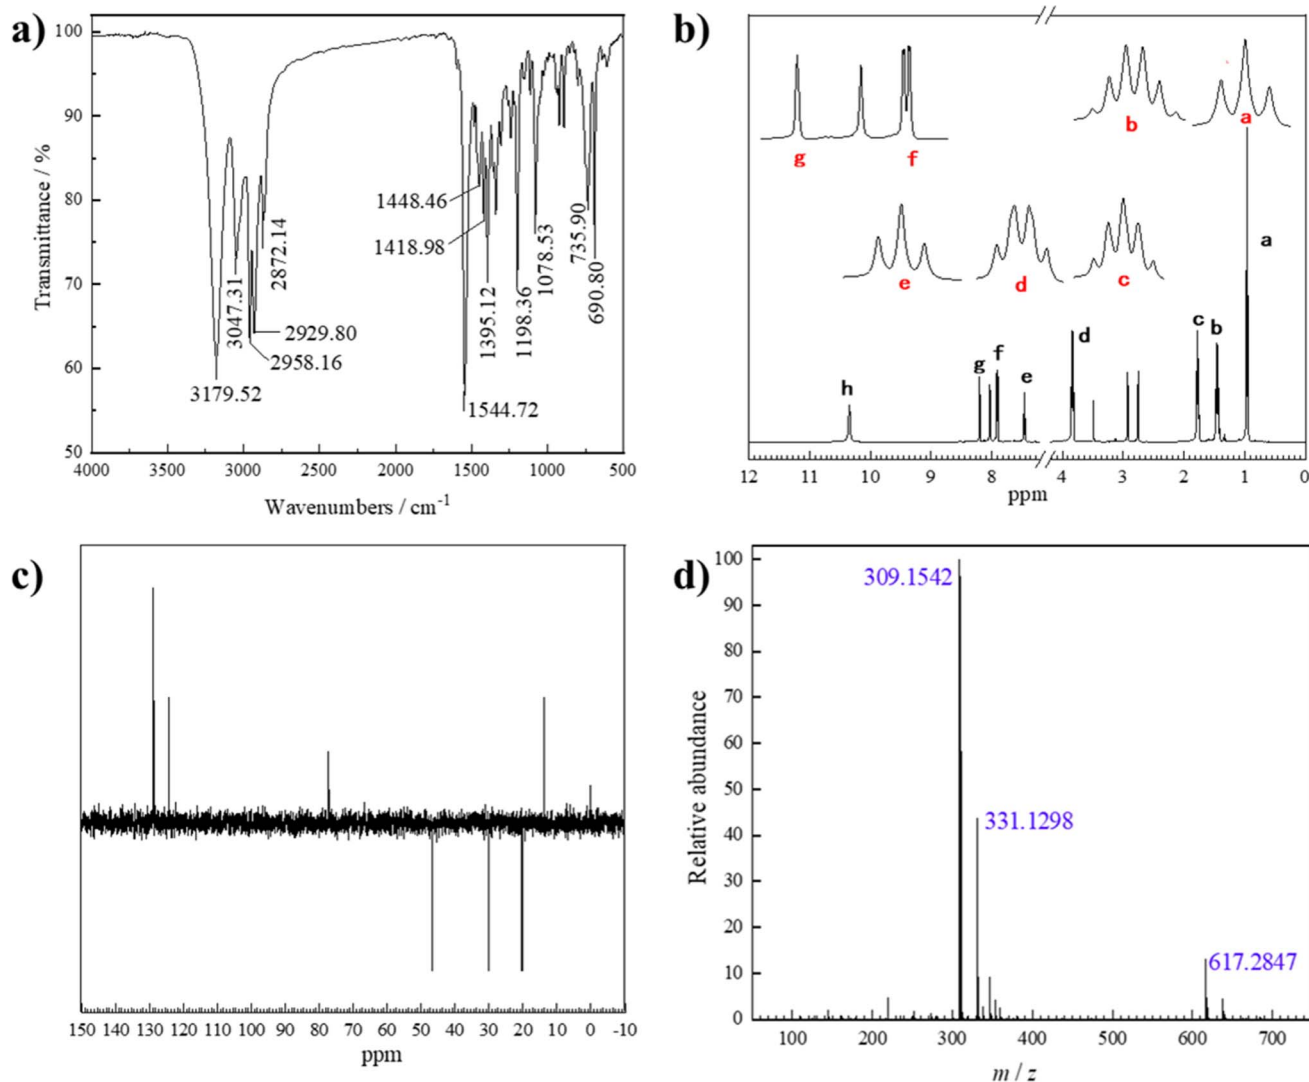 a)
100
90
80
70
60
50
Transmittance / %
3179.52
3047.31
2958.16
2929.80
2872.14
1544.72
1448.46
1418.98
1395.12
1198.36
1078.53
735.90
690.80
4000 3500 3000 2500 2000 1500 1000 500
Wavenumbers / cm-1
b)
g f b a
e d c
h g f e d c b a
12 11 10 9 8 4 3 2 1 0
ppm
c)
150 140 130 120 110 100 90 80 70 60 50 40 30 20 10 0 -10
ppm
d)
100
90
80
70
60
50
40
30
20
10
0
Relative abundance
309.1542
331.1298
617.2847
100 200 300 400 500 600 700
m / z